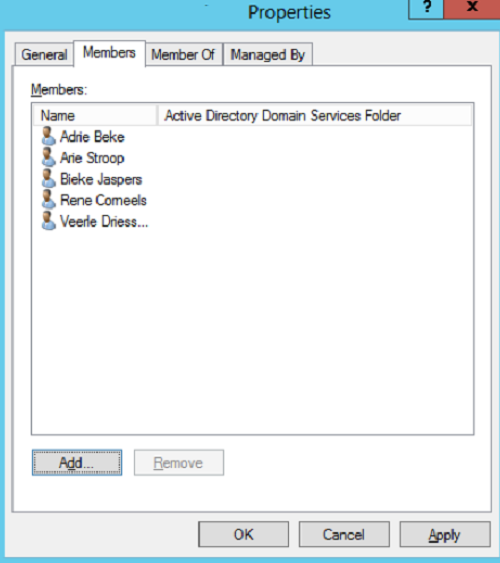 Properties
? x
General Members Member Of Managed By
Members:
Name Active Directory Domain Services Folder
Adrie Beke
Arie Stroop
Bieke Jaspers
Rene Corneels
Veerle Driess...
Add... Remove
OK Cancel Apply